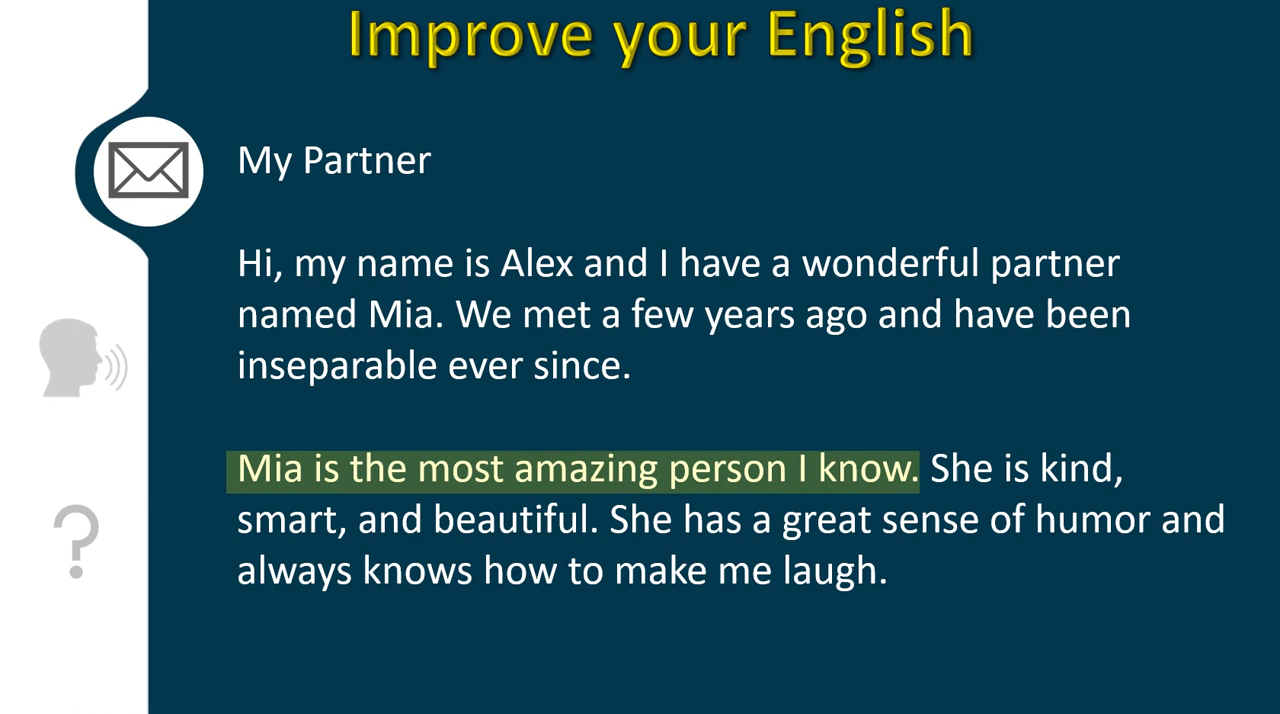 Improve your English
My Partner
Hi, my name is Alex and I have a wonderful partner
named Mia. We met a few years ago and have been
inseparable ever since.
Mia is the most amazing person I know. She is kind,
smart, and beautiful. She has a great sense of humor and
always knows how to make me laugh.
?